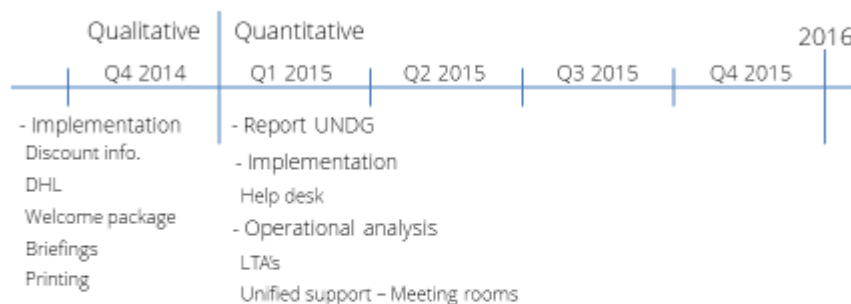 Qualitative
Quantitative
2016
Q4 2014
Q1 2015
Q2 2015
Q3 2015
Q4 2015
- Implementation
Discount info.
DHL
Welcome package
Briefings
Printing
- Report UNDG
- Implementation
Help desk
- Operational analysis
LTA's
Unified support – Meeting rooms